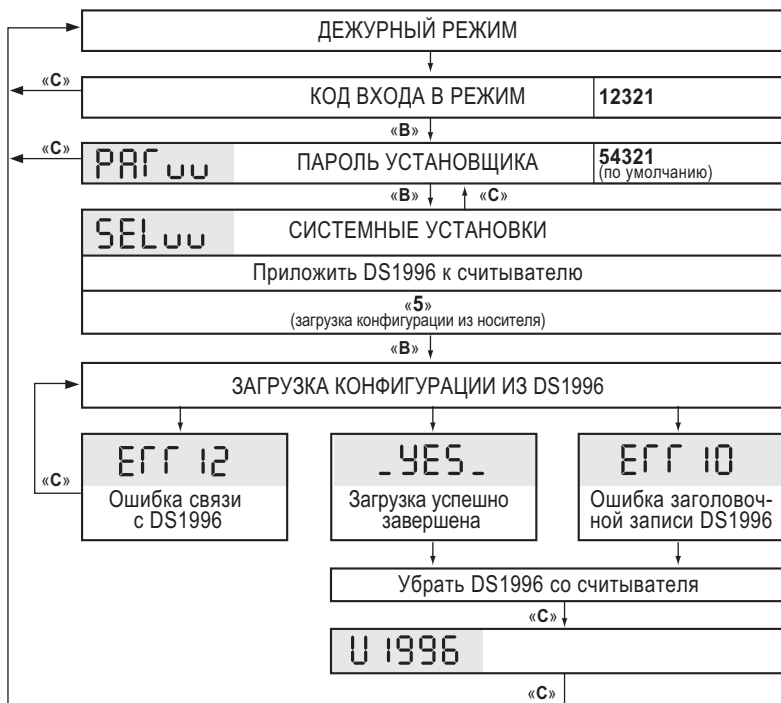 ДЕЖУРНЫЙ РЕЖИМ
«С»
КОД ВХОДА В РЕЖИМ 12321
«В»
«С»
PAГUU ПАРОЛЬ УСТАНОВЩИКА 54321
(по умолчанию)
«В» «С»
SELUU СИСТЕМНЫЕ УСТАНОВКИ
Приложить DS1996 к считывателю
«5»
(загрузка конфигурации из носителя)
«В»
ЗАГРУЗКА КОНФИГУРАЦИИ ИЗ DS1996
«С»
EГГ 12
Ошибка связи
с DS1996
_YES_
Загрузка успешно
завершена
EГГ 10
Ошибка заголовоч-
ной записи DS1996
Убрать DS1996 со считывателя
«С»
U 1996
«С»